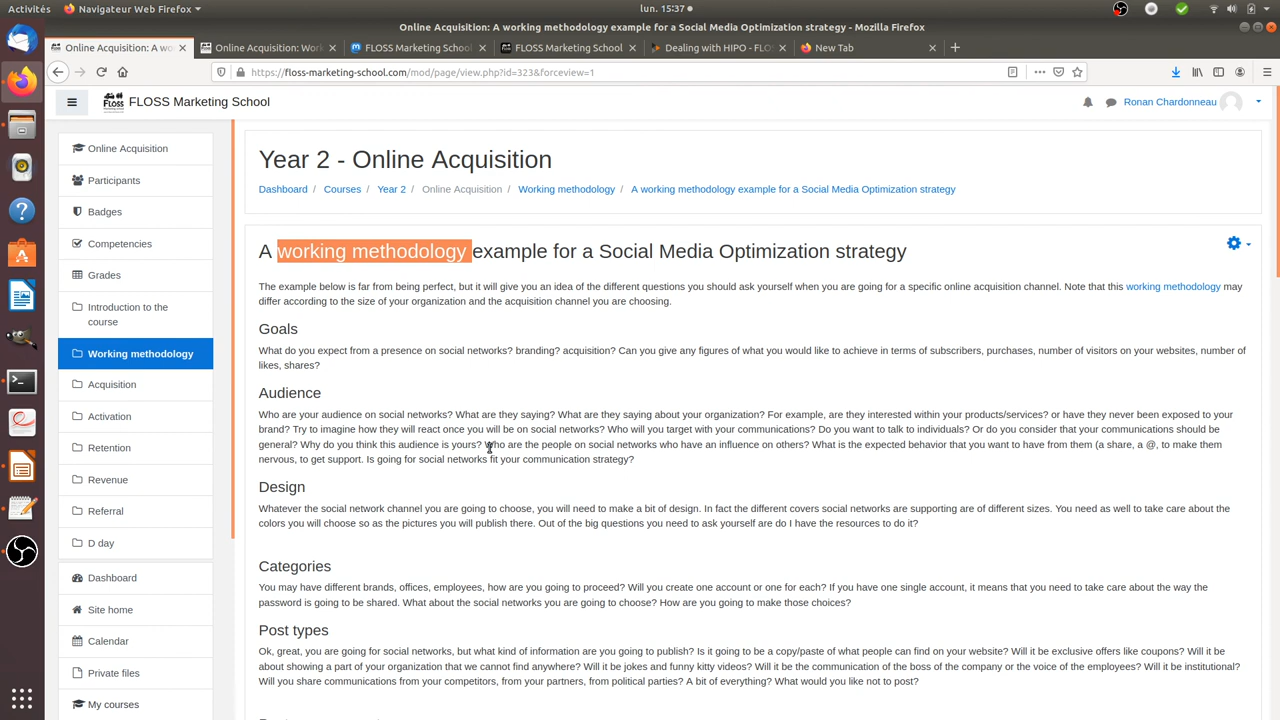 Activités
Navigateur Web Firefox
lun. 15:37
Online Acquisition: A working methodology example for a Social Media Optimization strategy - Mozilla Firefox
Online Acquisition: A wo
Online Acquisition: Work
FLOSS Marketing School
FLOSS Marketing School
Dealing with HIPO - FLOS
New Tab
https://floss-marketing-school.com/mod/page/view.php?id=323&forceview=1
Floss
FLOSS Marketing School
Ronan Chardonneau
Online Acquisition
Participants
Badges
Competencies
Grades
Introduction to the
course
Working methodology
Acquisition
Activation
Retention
Revenue
Referral
D day
Dashboard
Site home
Calendar
Private files
My courses
Year 2 - Online Acquisition
Dashboard / Courses / Year 2 / Online Acquisition / Working methodology / A working methodology example for a Social Media Optimization strategy
A working methodology example for a Social Media Optimization strategy
The example below is far from being perfect, but it will give you an idea of the different questions you should ask yourself when you are going for a specific online acquisition channel. Note that this working methodology may
differ according to the size of your organization and the acquisition channel you are choosing.
Goals
What do you expect from a presence on social networks? branding? acquisition? Can you give any figures of what you would like to achieve in terms of subscribers, purchases, number of visitors on your websites, number of
likes, shares?
Audience
Who are your audience on social networks? What are they saying? What are they saying about your organization? For example, are they interested within your products/services? or have they never been exposed to your
brand? Try to imagine how they will react once you will be on social networks? Who will you target with your communications? Do you want to talk to individuals? Or do you consider that your communications should be
general? Why do you think this audience is yours? Who are the people on social networks who have an influence on others? What is the expected behavior that you want to have from them (a share, a @, to make them
nervous, to get support. Is going for social networks fit your communication strategy?
Design
Whatever the social network channel you are going to choose, you will need to make a bit of design. In fact the different covers social networks are supporting are of different sizes. You need as well to take care about the
colors you will choose so as the pictures you will publish there. Out of the big questions you need to ask yourself are do I have the resources to do it?
Categories
You may have different brands, offices, employees, how are you going to proceed? Will you create one account or one for each? If you have one single account, it means that you need to take care about the way the
password is going to be shared. What about the social networks you are going to choose? How are you going to make those choices?
Post types
Ok, great, you are going for social networks, but what kind of information are you going to publish? Is it going to be a copy/paste of what people can find on your website? Will it be exclusive offers like coupons? Will it be
about showing a part of your organization that we cannot find anywhere? Will it be jokes and funny kitty videos? Will it be the communication of the boss of the company or the voice of the employees? Will it be institutional?
Will you share communications from your competitors, from your partners, from political parties? A bit of everything? What would you like not to post?